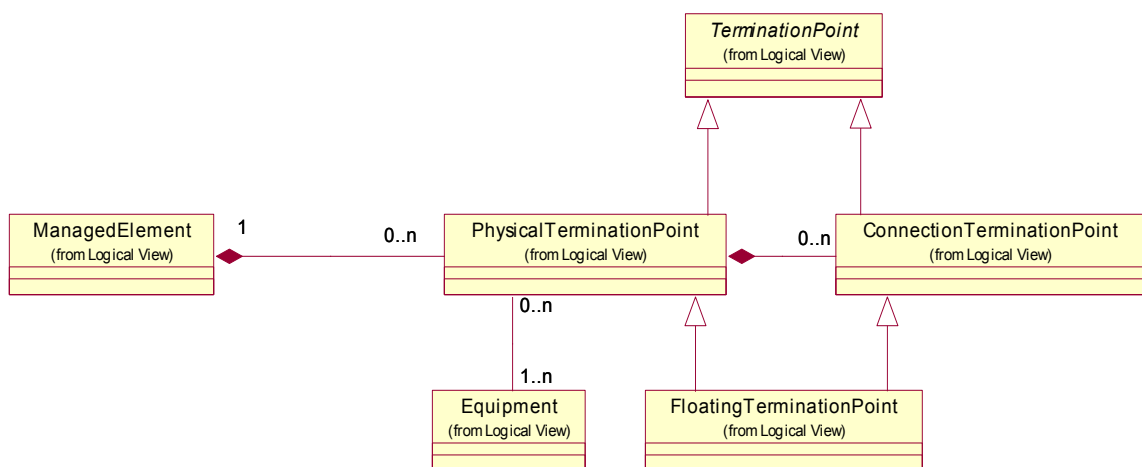 TerminationPoint
(from Logical View)
ManagedElement
(from Logical View)
1
0..n
PhysicalTerminationPoint
(from Logical View)
0..n
ConnectionTerminationPoint
(from Logical View)
0..n
1..n
Equipment
(from Logical View)
FloatingTerminationPoint
(from Logical View)